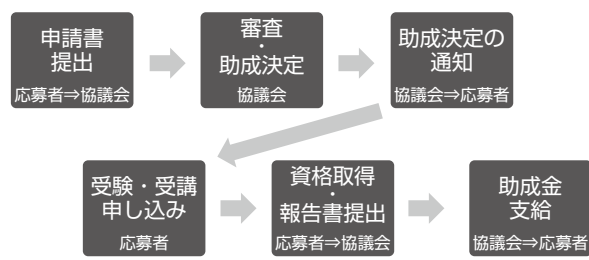 申請書
提出
応募者⇒協議会
審査
・
助成決定
協議会
助成決定の
通知
協議会⇒応募者
受験・受講
申し込み
応募者
資格取得
・
報告書提出
応募者⇒協議会
助成金
支給
協議会⇒応募者